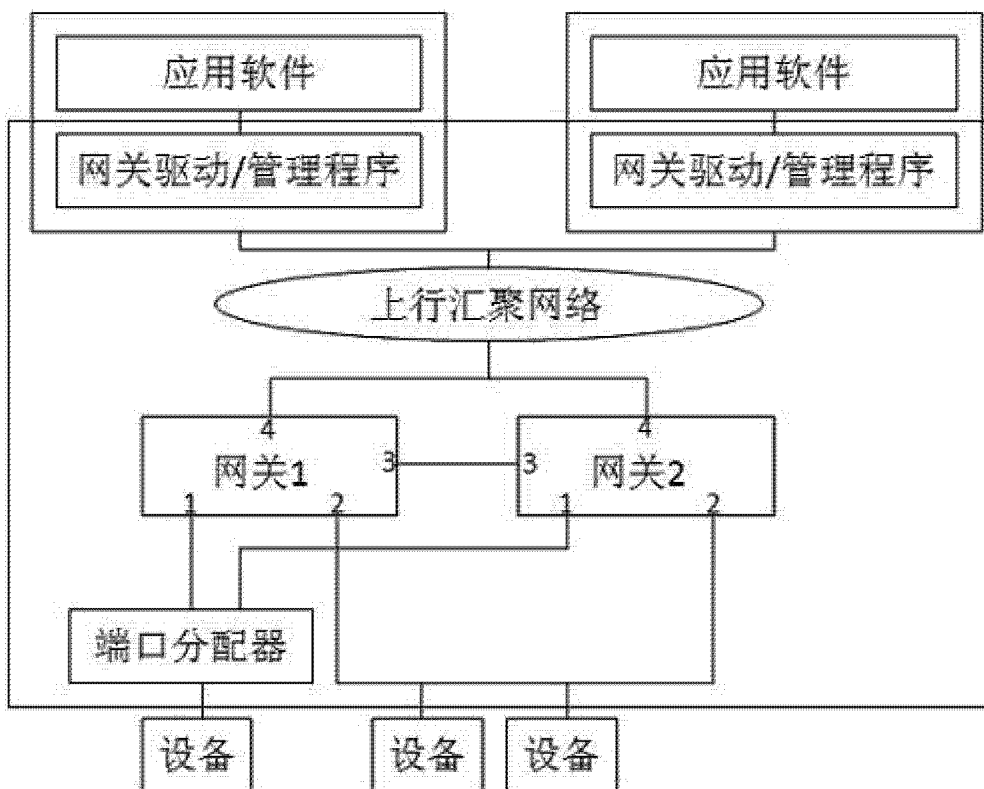 应用软件
应用软件
网关驱动/管理程序
网关驱动/管理程序
上行汇聚网络
4
4
网关1
3
3
网关2
1
2
1
2
端口分配器
设备
设备
设备